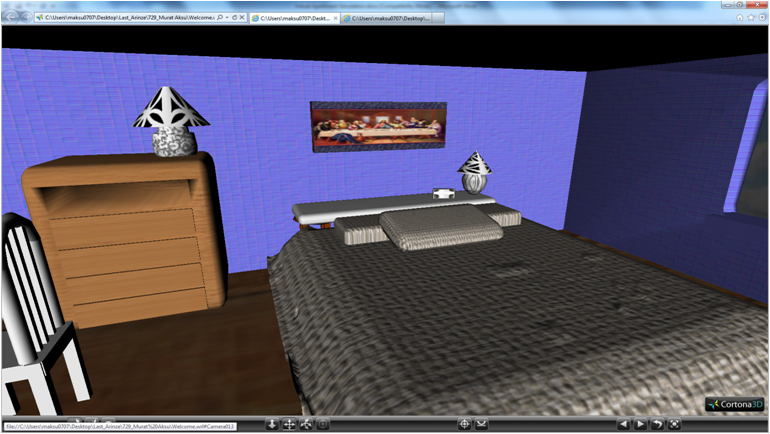 C:\Users\maksu0707\Desktop\Last_Arinze\729_Murat Aksu\Welcome.v
C:\Users\maksu0707\Deskt...
C:\Users\maksu0707\Desktop\...
Cortona3D
file:///C:\Users\maksu0707\Desktop\Last_Arinze\729_Murat%20Aksu\Welcome.wrl#Camera013